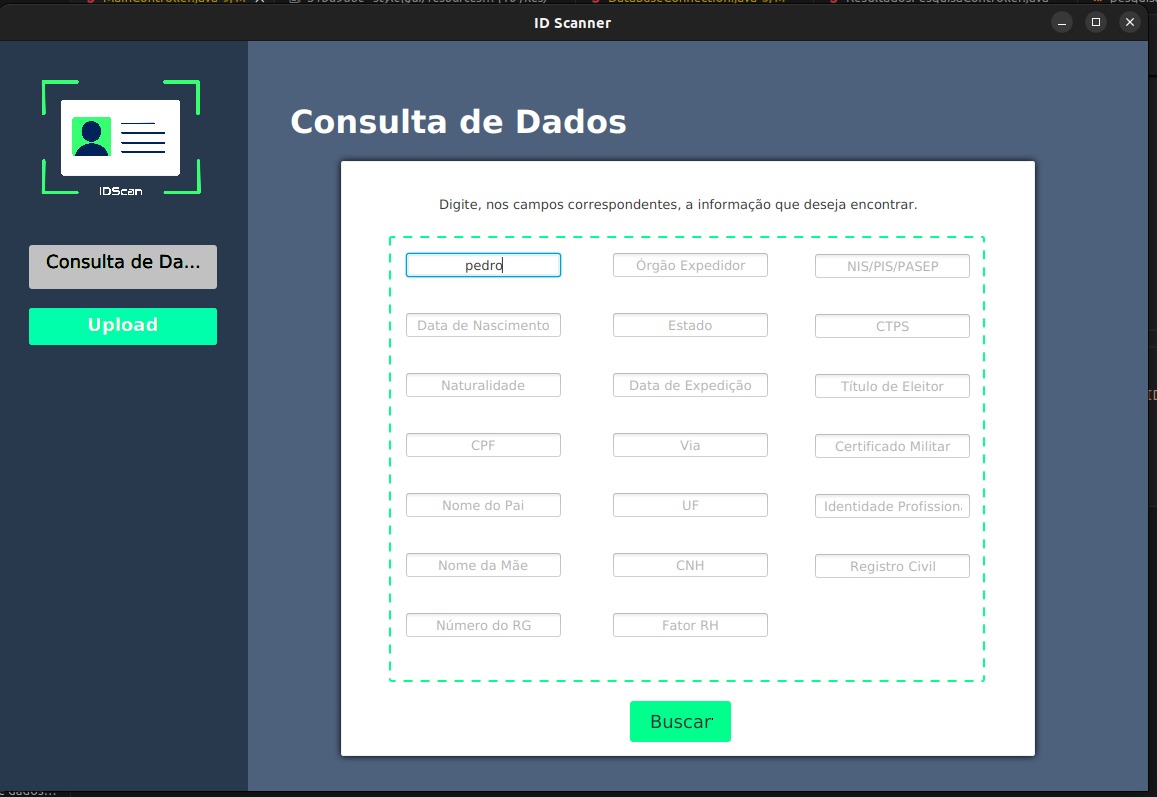 ID Scanner
IDScan
Consulta de Da...
Upload
Consulta de Dados
Digite, nos campos correspondentes, a informação que deseja encontrar.
pedro Órgão Expedidor NIS/PIS/PASEP
Data de Nascimento Estado CTPS
Naturalidade Data de Expedição Título de Eleitor
CPF Via Certificado Militar
Nome do Pai UF Identidade Profissiona
Nome da Mãe CNH Registro Civil
Número do RG Fator RH
Buscar